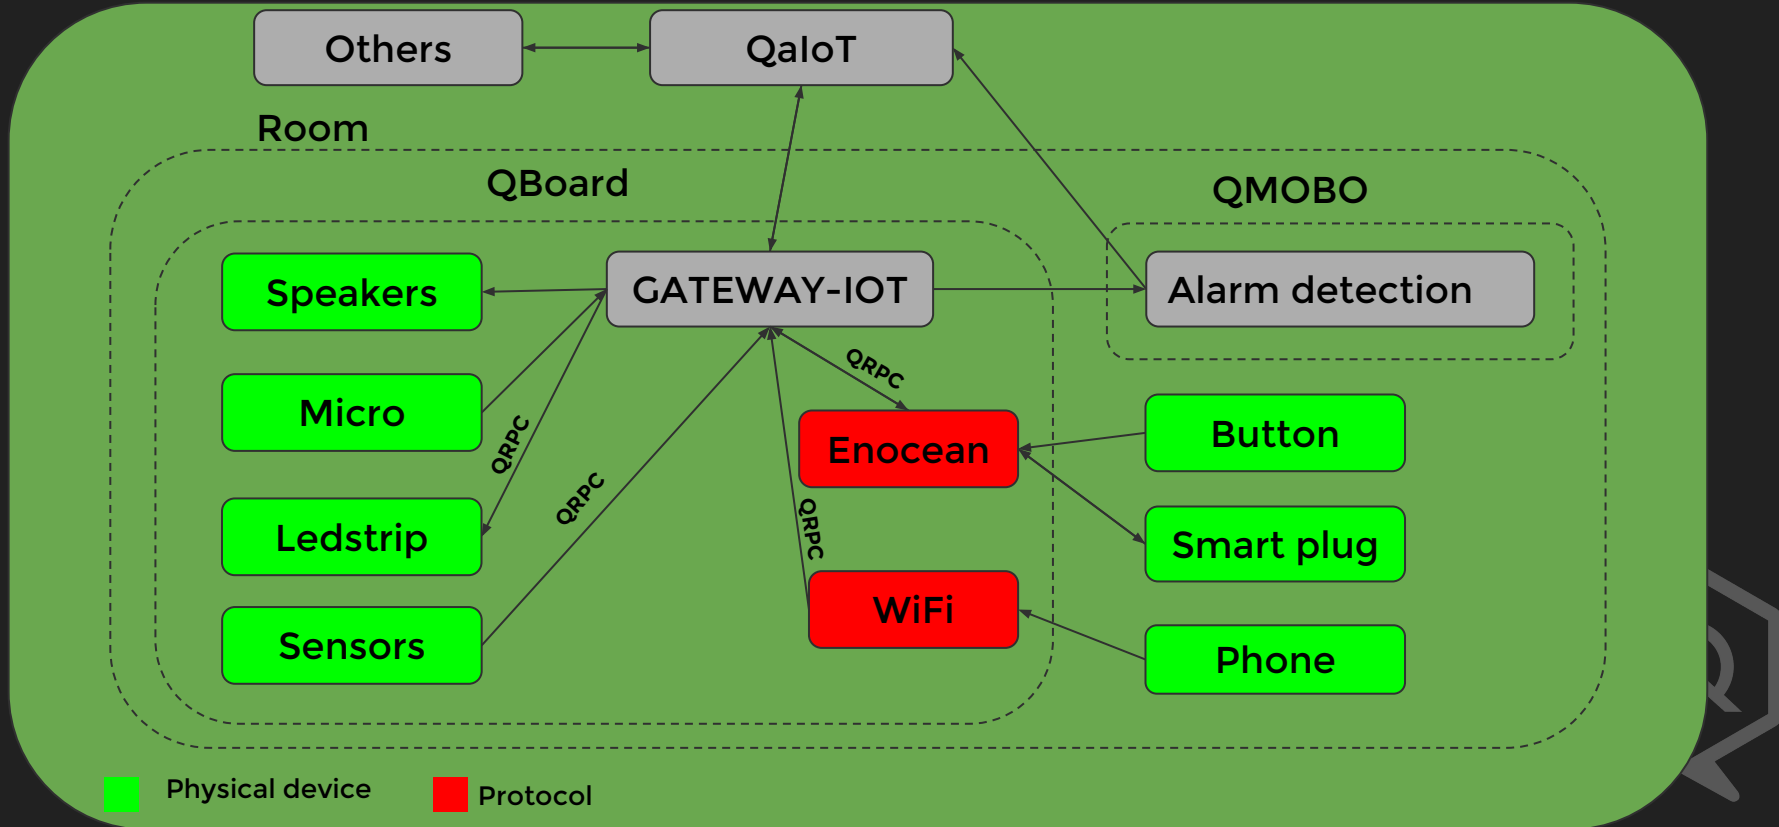 Others
QaIoT
Room
QBoard
QMOBO
Speakers
GATEWAY-IOT
Alarm detection
QRPC
Micro
QRPC
Enocean
Button
QRPC
QRPC
Ledstrip
Smart plug
WiFi
Sensors
Phone
Physical device
Protocol